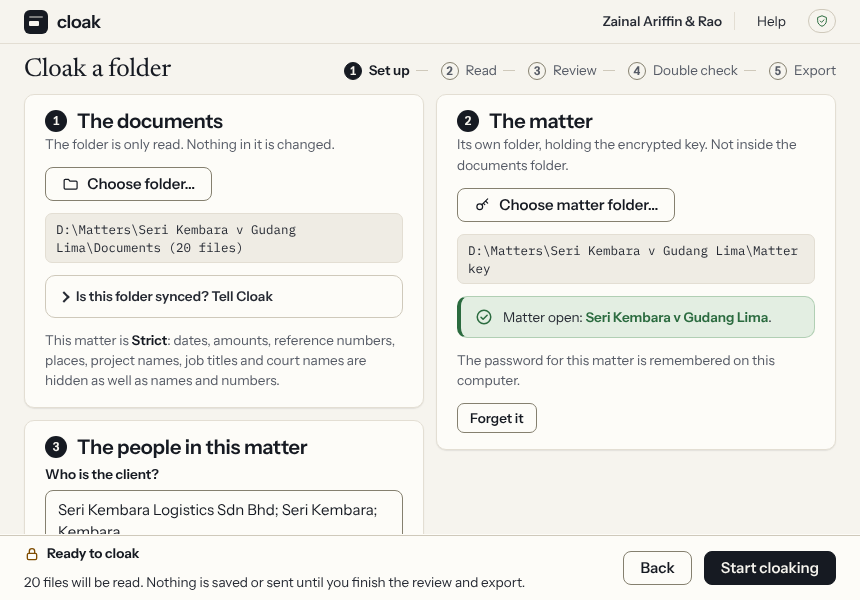 cloak
Zainal Ariffin & Rao
Help
Cloak a folder
1 Set up
2 Read
3 Review
4 Double check
5 Export
1 The documents
The folder is only read. Nothing in it is changed.
Choose folder...
D:\Matters\Seri Kembara v Gudang
Lima\Documents (20 files)
Is this folder synced? Tell Cloak
This matter is Strict: dates, amounts, reference numbers,
places, project names, job titles and court names are
hidden as well as names and numbers.
2 The matter
Its own folder, holding the encrypted key. Not inside the
documents folder.
Choose matter folder...
D:\Matters\Seri Kembara v Gudang Lima\Matter
key
Matter open: Seri Kembara v Gudang Lima.
The password for this matter is remembered on this
computer.
Forget it
3 The people in this matter
Who is the client?
Seri Kembara Logistics Sdn Bhd; Seri Kembara;
Kembara
Ready to cloak
20 files will be read. Nothing is saved or sent until you finish the review and export.
Back
Start cloaking